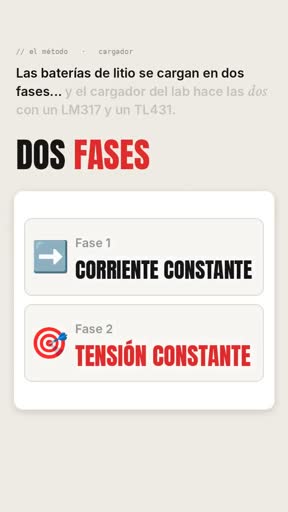 // el método · cargador
Las baterías de litio se cargan en dos
fases... y el cargador del lab hace las dos
con un LM317 y un TL431.
DOS FASES
Fase 1
CORRIENTE CONSTANTE
Fase 2
TENSIÓN CONSTANTE